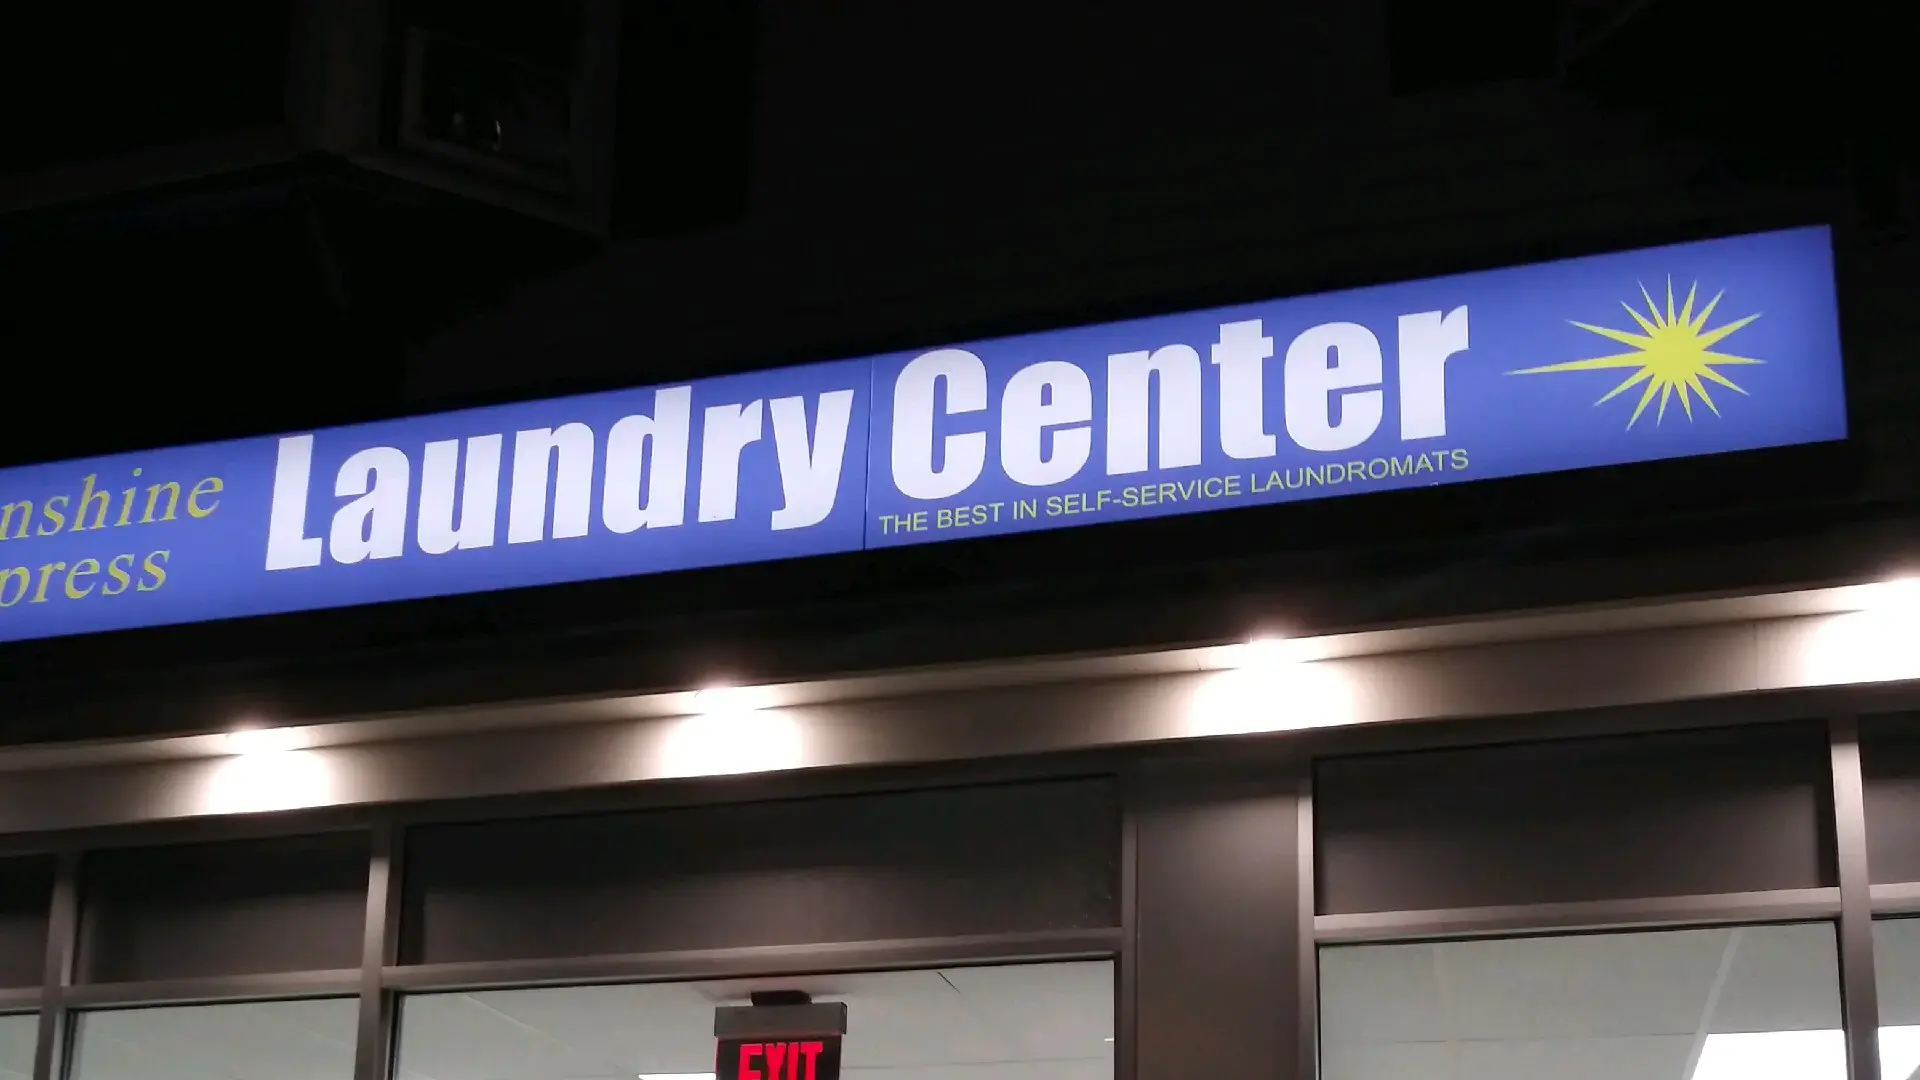 nshine
press
Laundry Center
THE BEST IN SELF-SERVICE LAUNDROMATS
EXIT